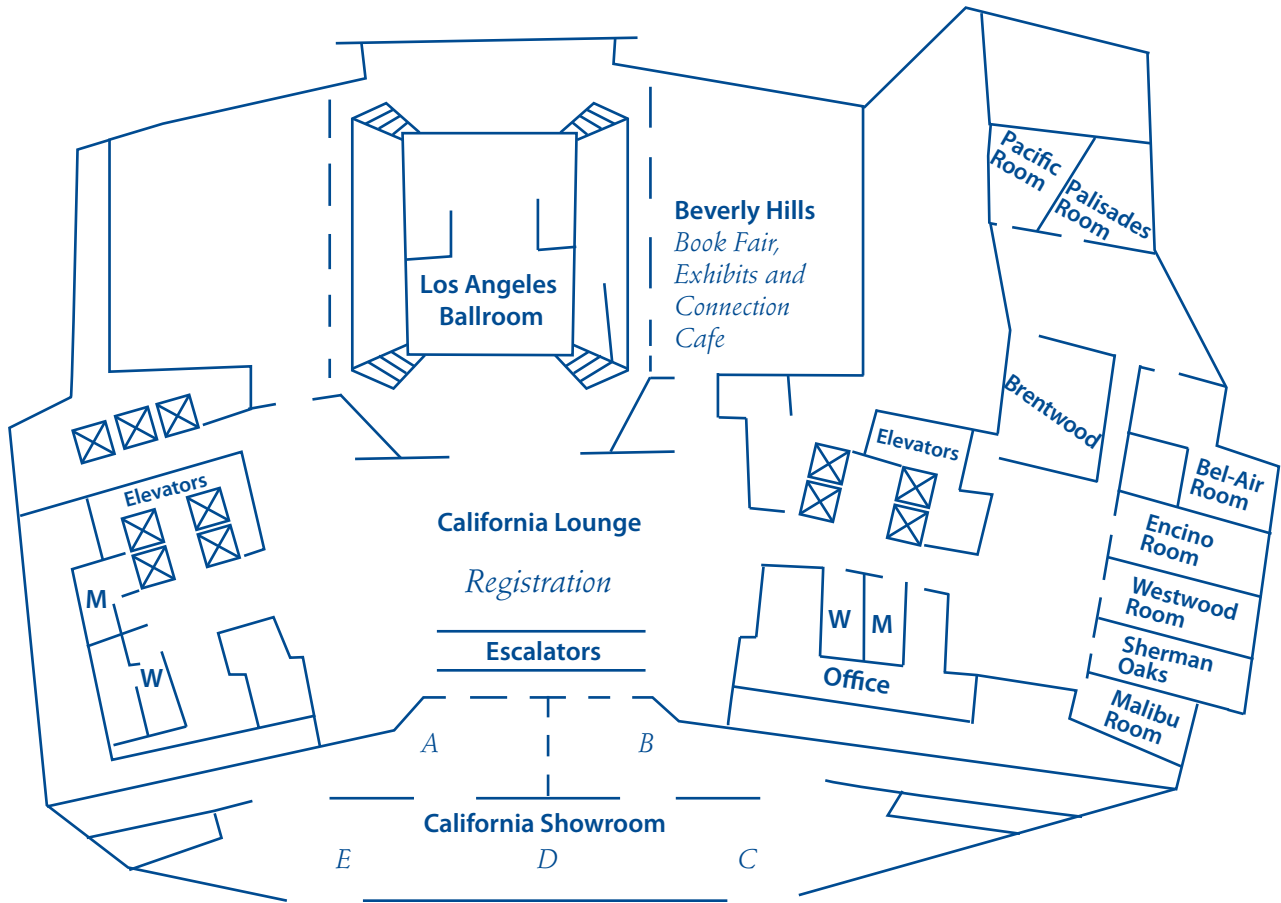 Pacific
Room
Palisades
Room
Beverly Hills
Book Fair,
Exhibits and
Connection
Cafe
Los Angeles
Ballroom
Brentwood
Elevators
Bel-Air
Room
Elevators
California Lounge
Encino
Room
Registration
Westwood
Room
M
W
M
Escalators
Sherman
Oaks
W
Office
Malibu
Room
A
B
California Showroom
E
D
C